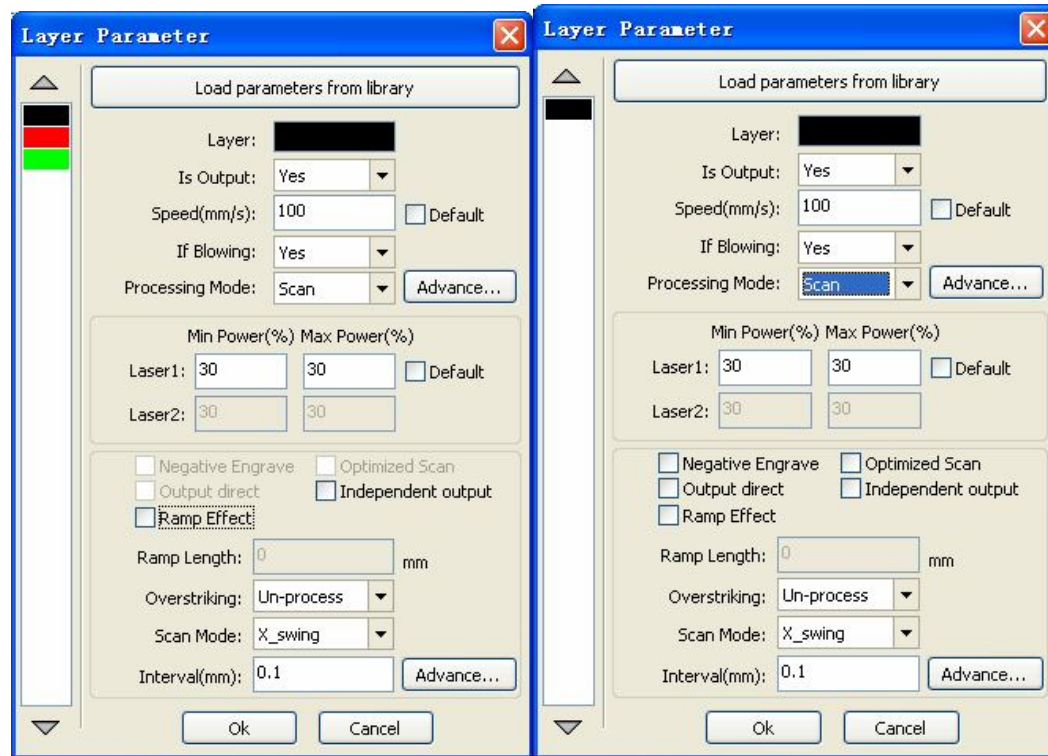 Layer Parameter
Load parameters from library
Layer:
Is Output: Yes
Speed(mm/s): 100 Default
If Blowing: Yes
Processing Mode: Scan Advance...
Min Power(%) Max Power(%)
Laser1: 30 30 Default
Laser2: 30 30
Negative Engrave Optimized Scan
Output direct Independent output
Ramp Effect
Ramp Length: 0 mm
Overstriking: Un-process
Scan Mode: X_swing
Interval(mm): 0.1 Advance...
Ok Cancel
Layer Parameter
Load parameters from library
Layer:
Is Output: Yes
Speed(mm/s): 100 Default
If Blowing: Yes
Processing Mode: Scan Advance...
Min Power(%) Max Power(%)
Laser1: 30 30 Default
Laser2: 30 30
Negative Engrave Optimized Scan
Output direct Independent output
Ramp Effect
Ramp Length: 0 mm
Overstriking: Un-process
Scan Mode: X_swing
Interval(mm): 0.1 Advance...
Ok Cancel